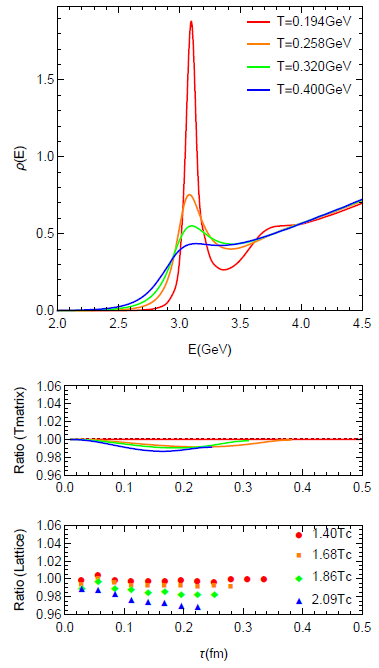 T=0.194GeV
T=0.258GeV
T=0.320GeV
T=0.400GeV
1.5
1.0
0.5
0.0
ρ(E)
2.0 2.5 3.0 3.5 4.0 4.5
E(GeV)
1.06
1.04
1.02
1.00
0.98
0.96
Ratio (Tmatrix)
0.0 0.1 0.2 0.3 0.4 0.5
1.06
1.04
1.02
1.00
0.98
0.96
Ratio (Lattice)
1.40Tc
1.68Tc
1.86Tc
2.09Tc
0.0 0.1 0.2 0.3 0.4 0.5
τ(fm)